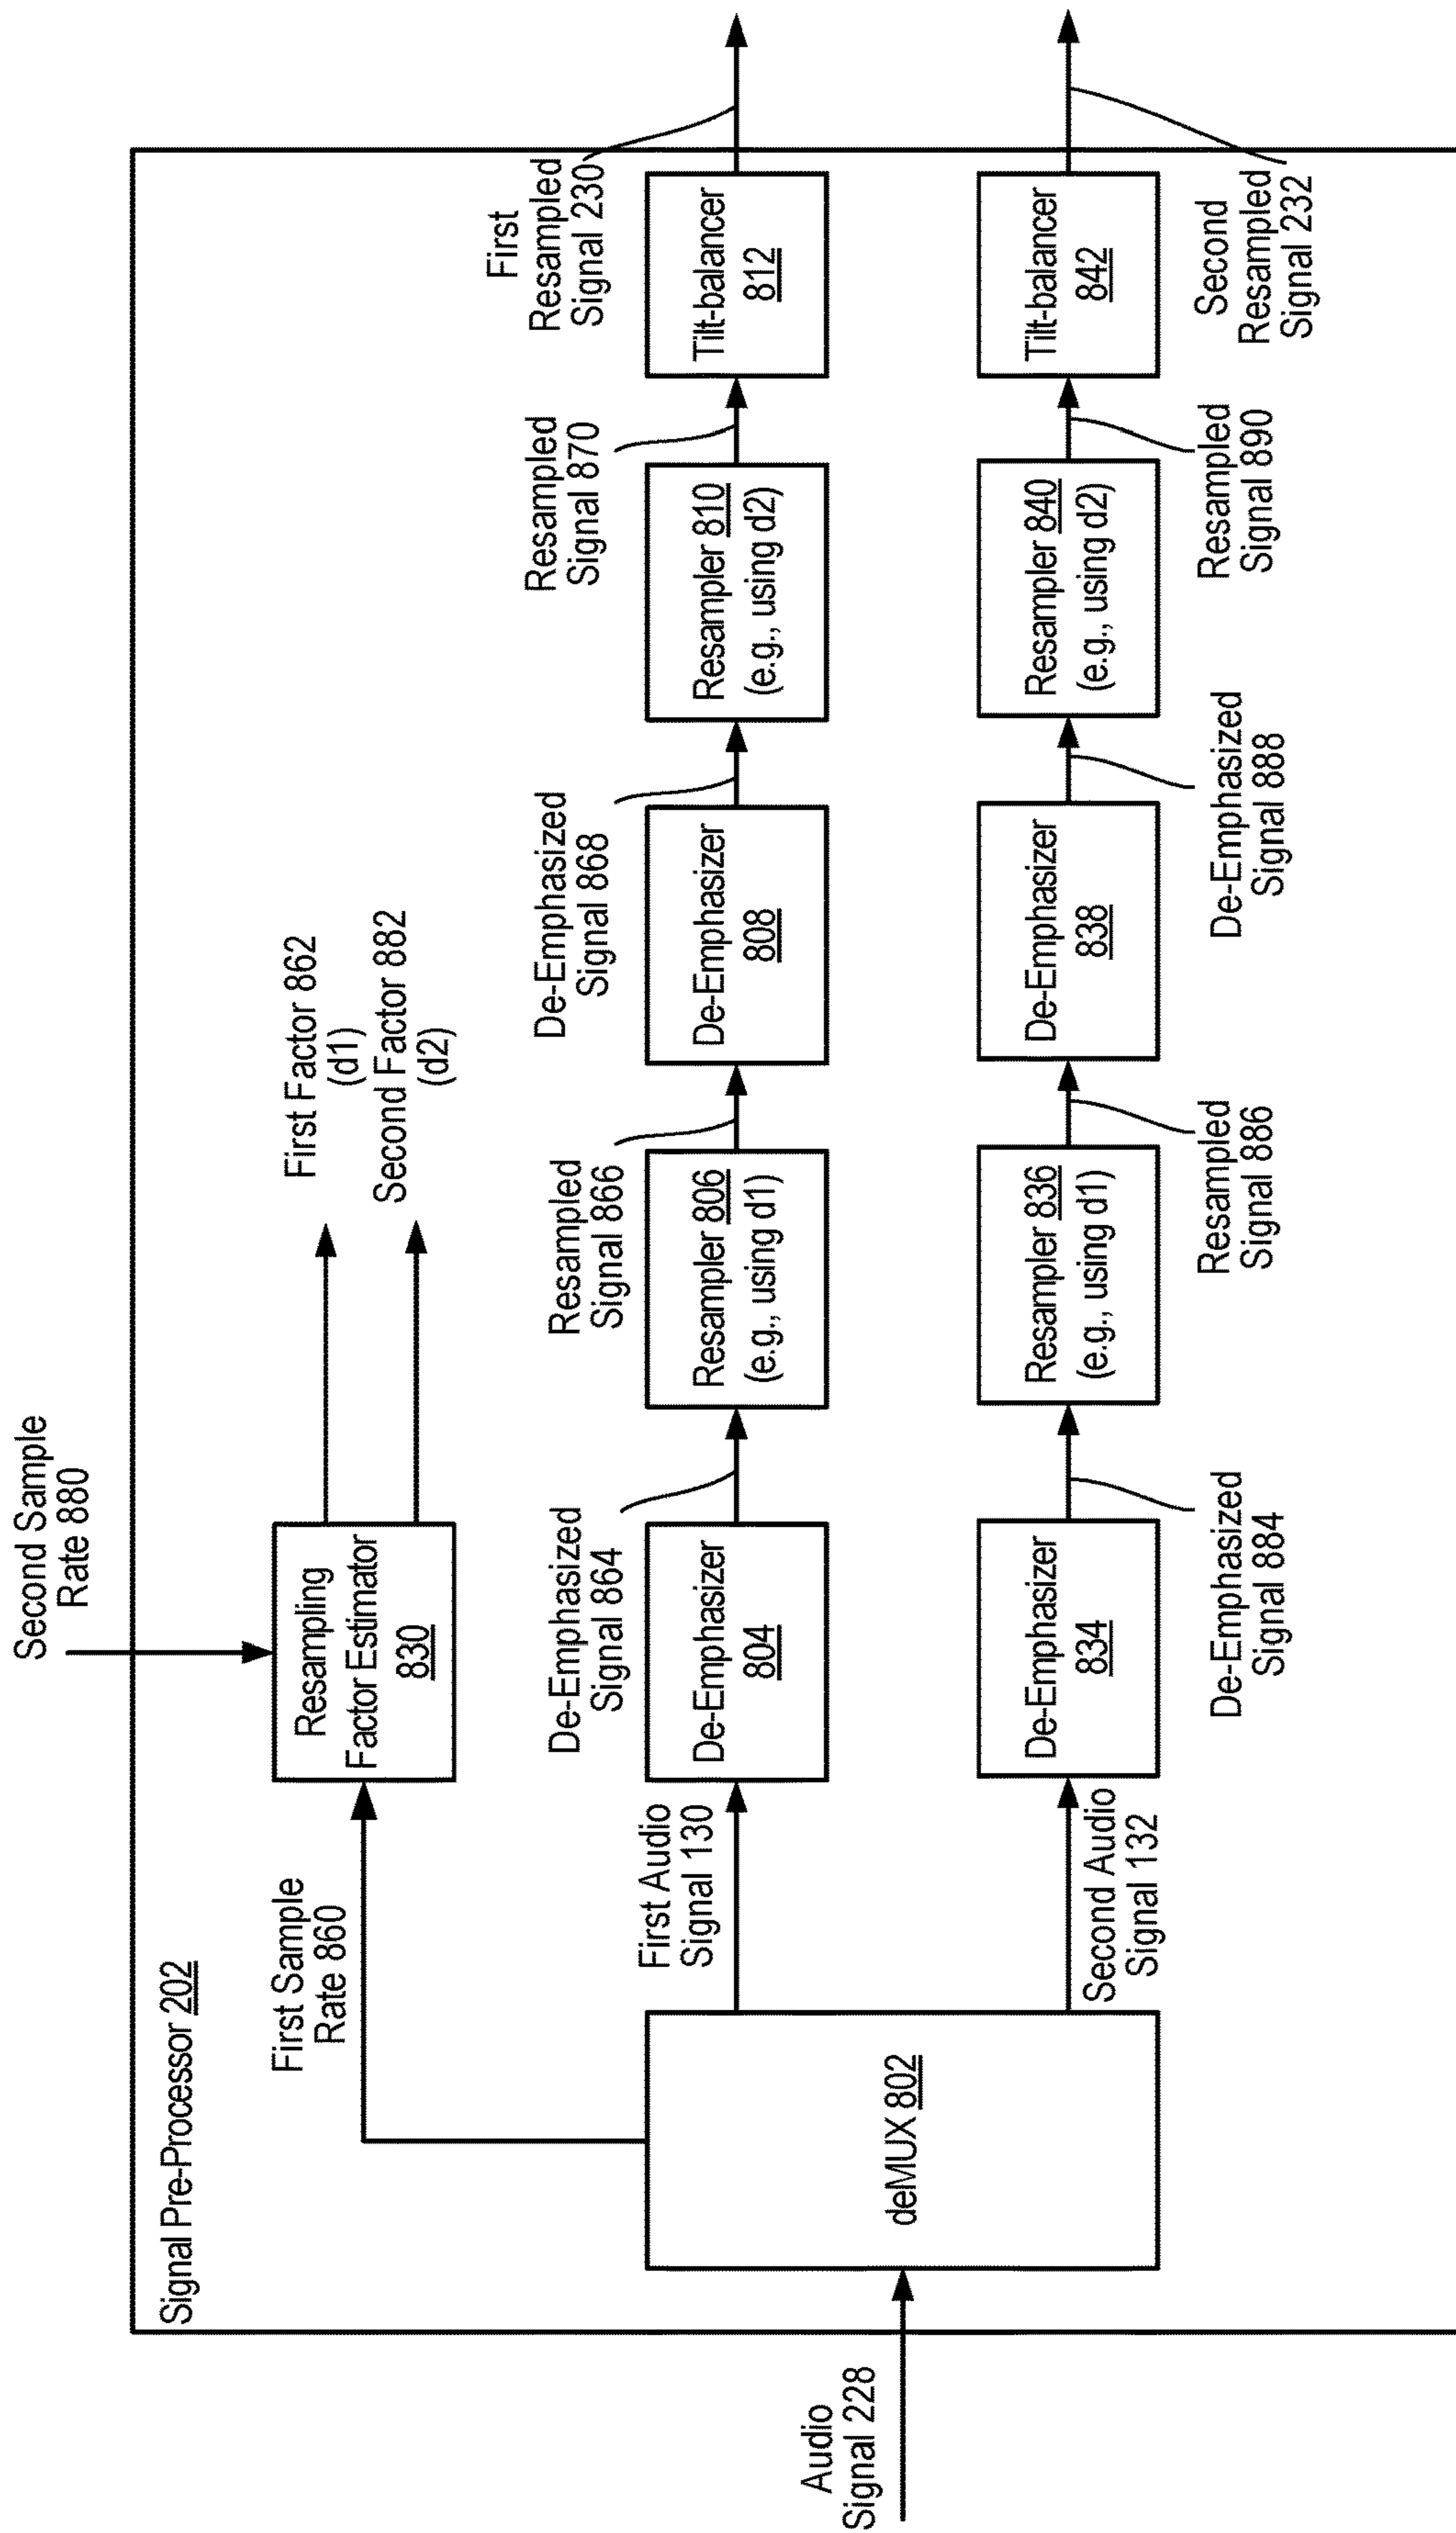 Second Sample
Rate 880
Signal Pre-Processor 202
First Sample
Rate 860
Resampling
Factor Estimator
830
First Factor 862
(d1)
Second Factor 882
(d2)
Audio
Signal 228
deMUX 802
First Audio
Signal 130
De-Emphasizer
804
De-Emphasized
Signal 864
Resampler 806
(e.g., using d1)
Resampled
Signal 866
De-Emphasizer
808
De-Emphasized
Signal 868
Resampler 810
(e.g., using d2)
Resampled
Signal 870
Tilt-balancer
812
First
Resampled
Signal 230
Second Audio
Signal 132
De-Emphasizer
834
De-Emphasized
Signal 884
Resampler 836
(e.g., using d1)
Resampled
Signal 886
De-Emphasizer
838
De-Emphasized
Signal 888
Resampler 840
(e.g., using d2)
Resampled
Signal 890
Tilt-balancer
842
Second
Resampled
Signal 232